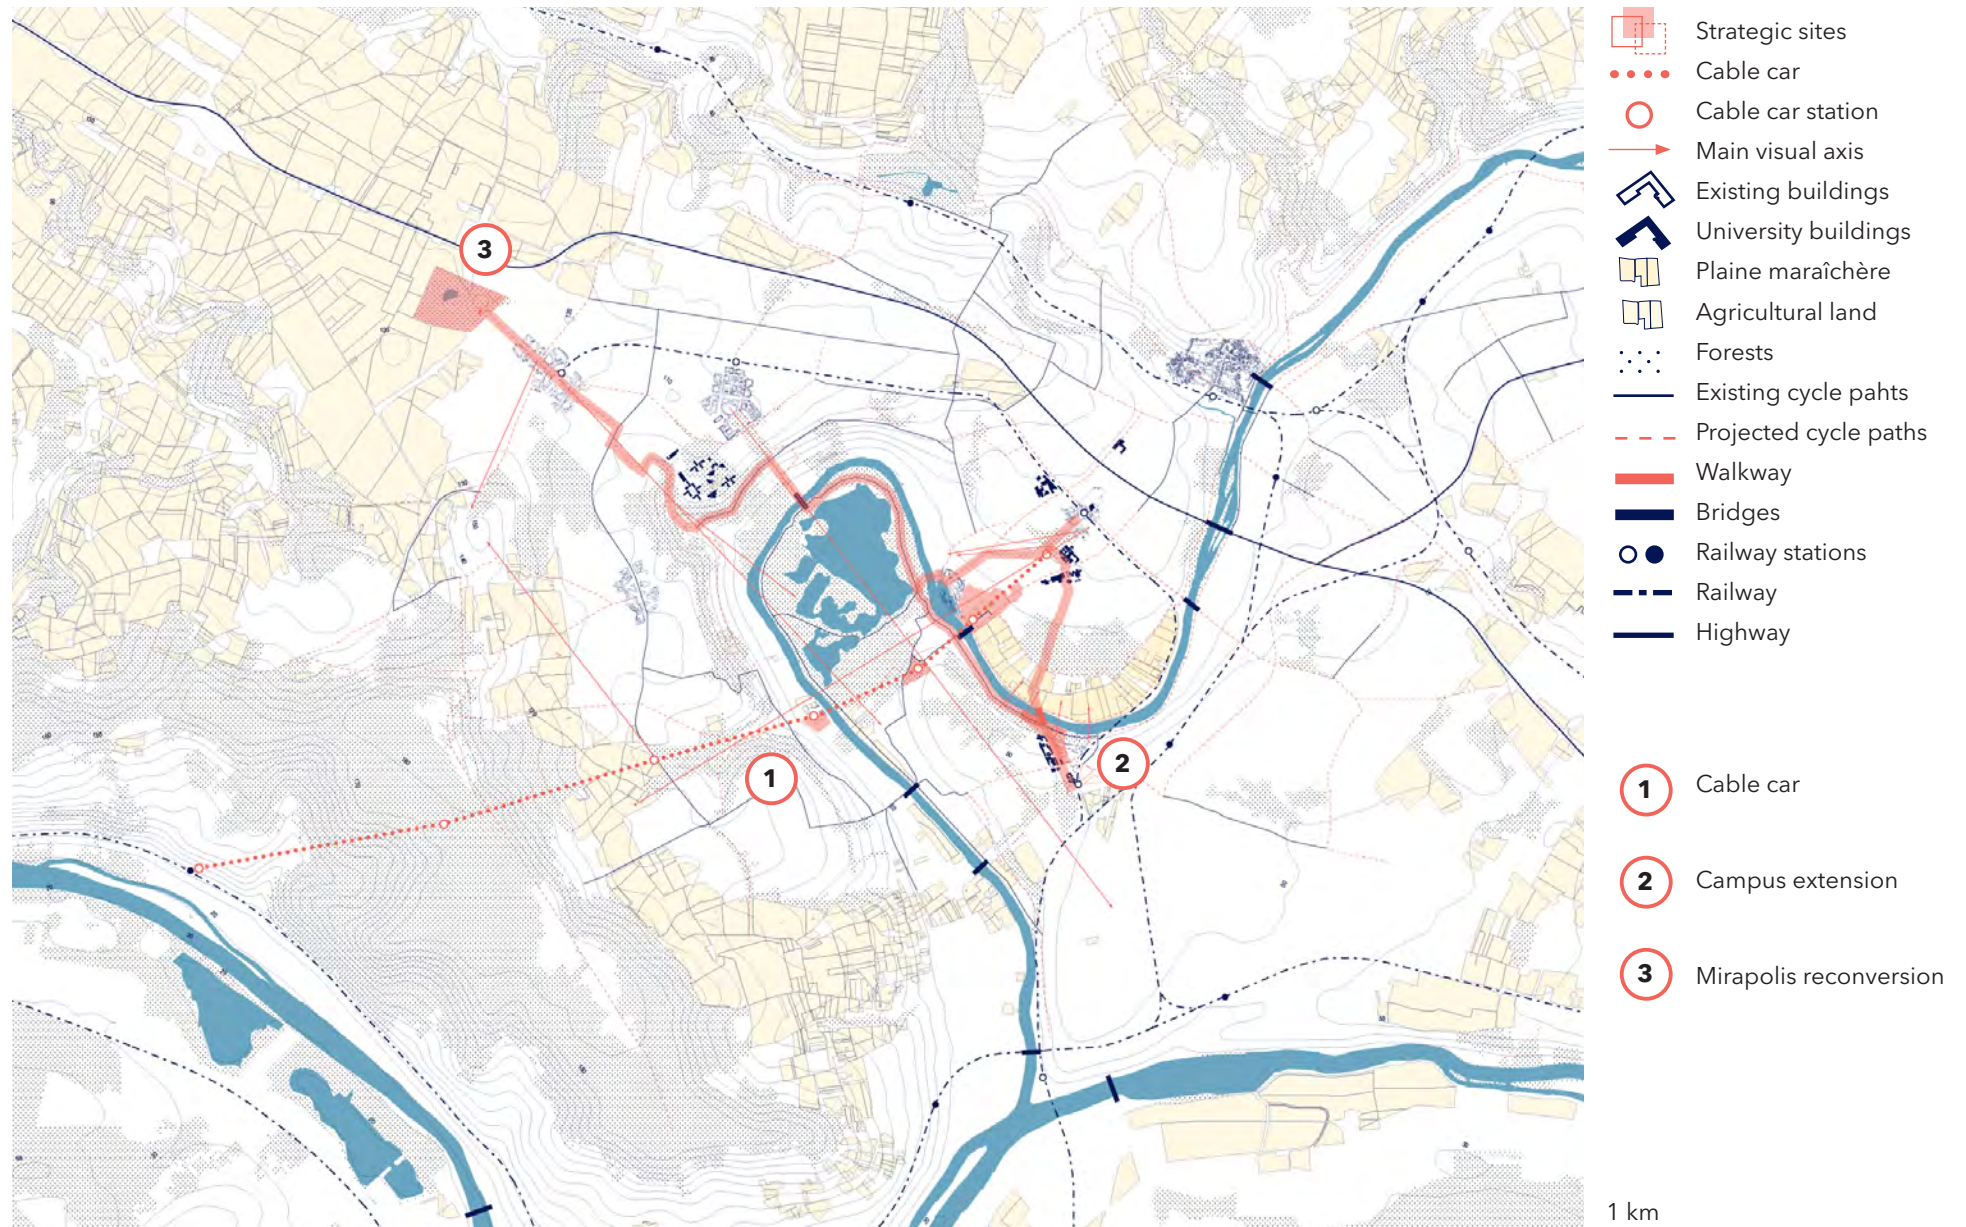 Strategic sites
Cable car
Cable car station
Main visual axis
Existing buildings
University buildings
Plaine maraîchère
Agricultural land
Forests
Existing cycle pahts
Projected cycle paths
Walkway
Bridges
Railway stations
Railway
Highway
3
1
2
1 Cable car
2 Campus extension
3 Mirapolis reconversion
1 km